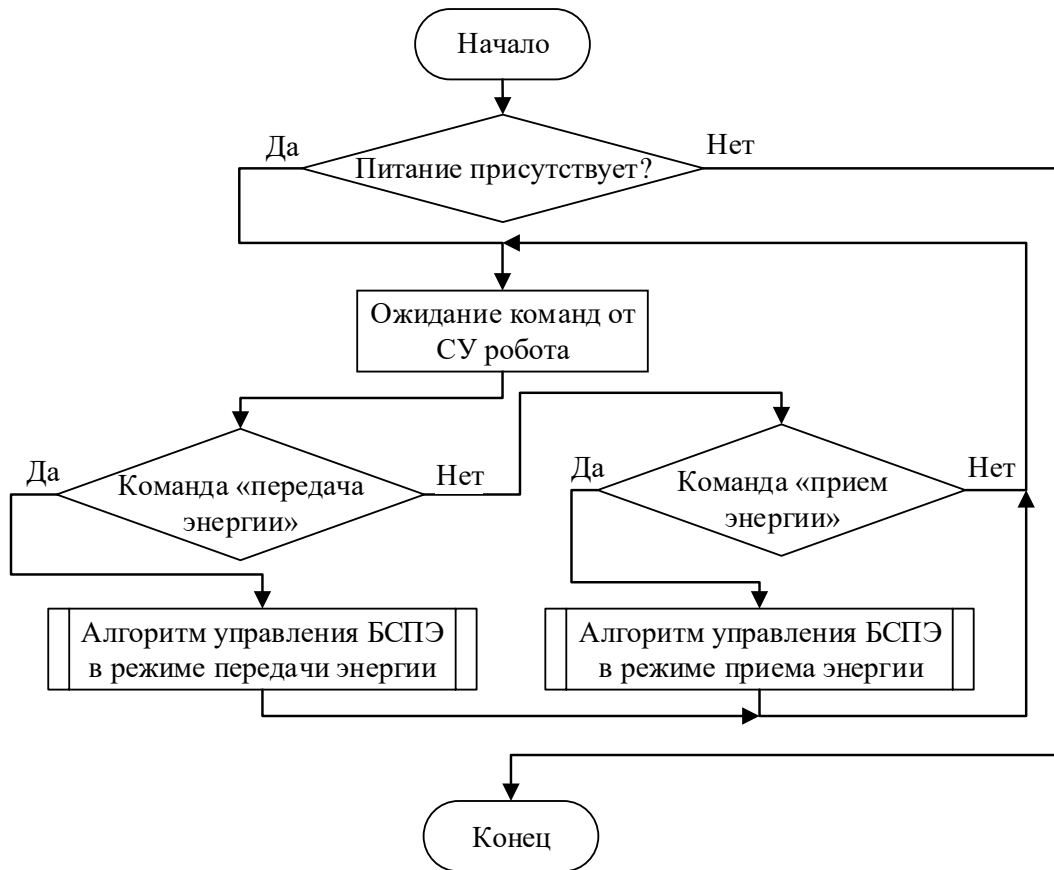 Начало
Да
Нет
Питание присутствует?
Ожидание команд от
СУ робота
Да
Команда «передача
энергии»
Нет
Да
Команда «прием
энергии»
Нет
Алгоритм управления БСПЭ
в режиме передачи энергии
Алгоритм управления БСПЭ
в режиме приема энергии
Конец